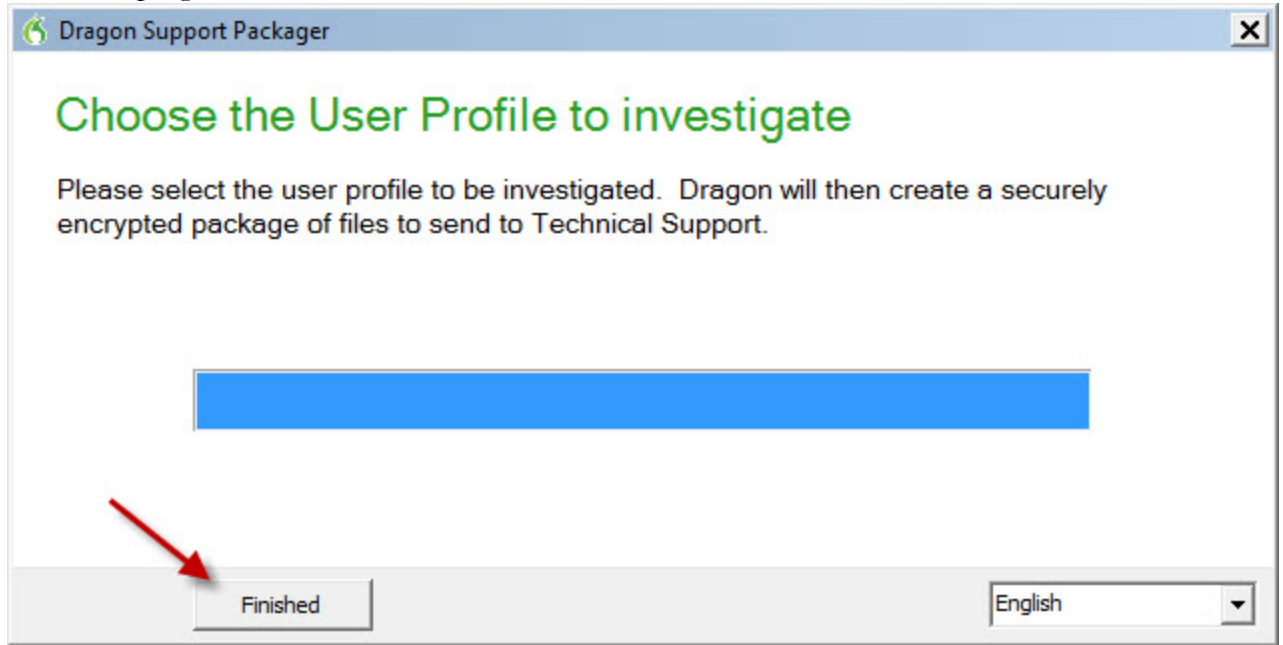 Dragon Support Packager
Choose the User Profile to investigate
Please select the user profile to be investigated.  Dragon will then create a securely
encrypted package of files to send to Technical Support.
Finished
English